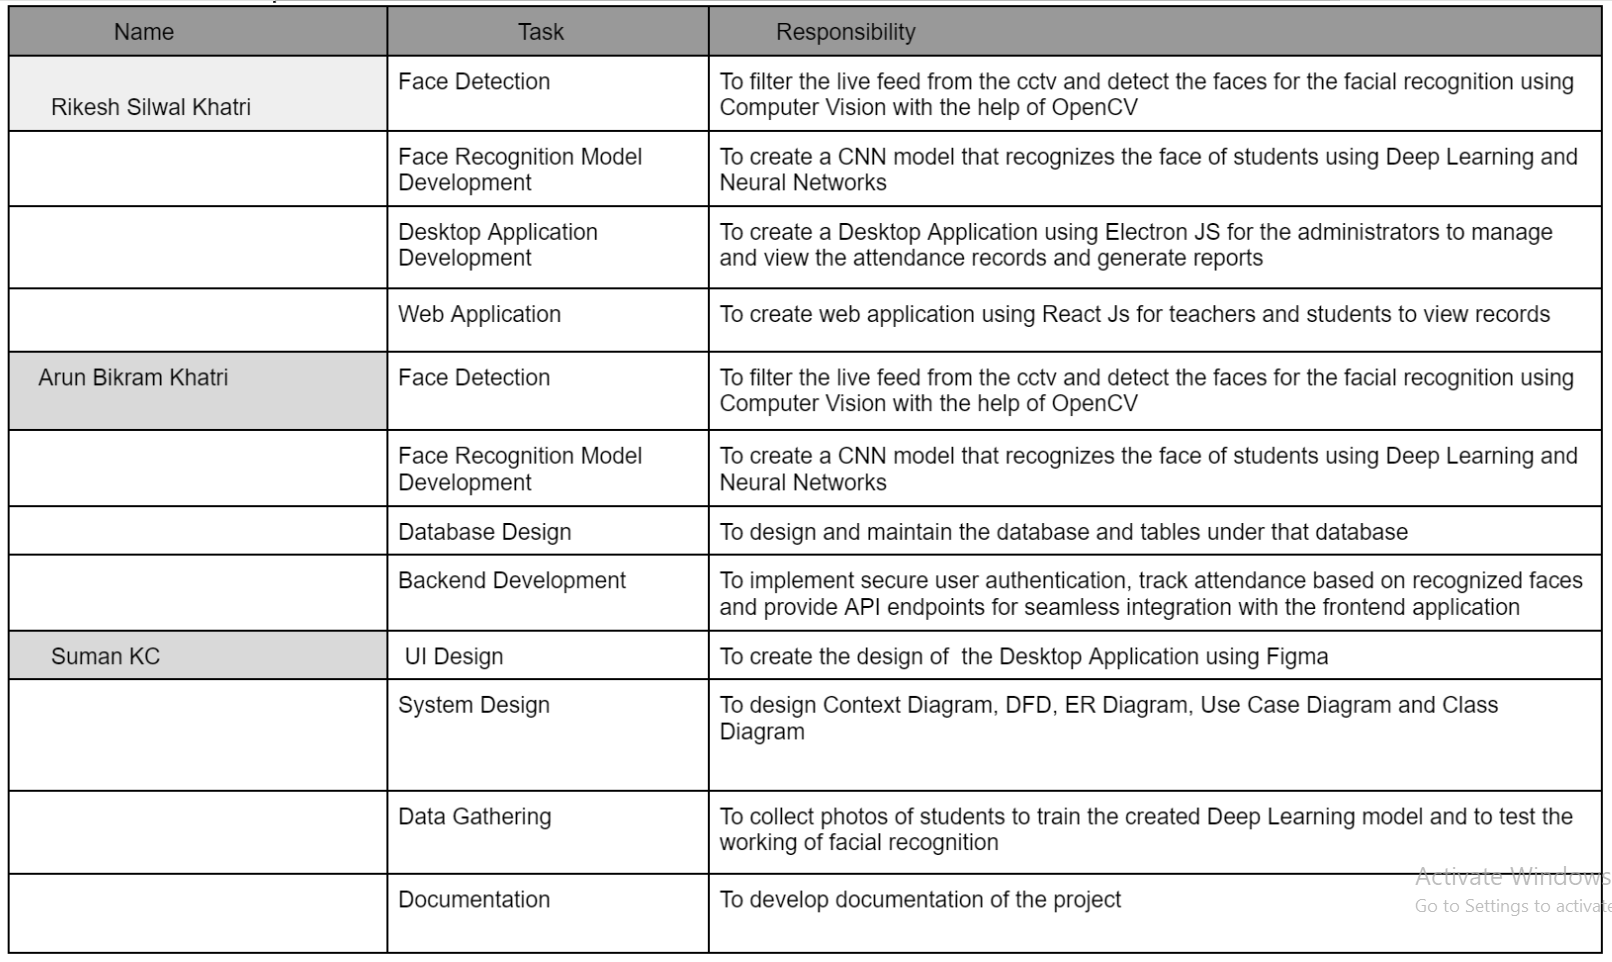 Name Task Responsibility
Face Detection To filter the live feed from the cctv and detect the faces for the facial recognition using
Rikesh Silwal Khatri Computer Vision with the help of OpenCV
Face Recognition Model To create a CNN model that recognizes the face of students using Deep Learning and
Development Neural Networks
Desktop Application To create a Desktop Application using Electron JS for the administrators to manage
Development and view the attendance records and generate reports
Web Application To create web application using React Js for teachers and students to view records
Arun Bikram Khatri Face Detection To filter the live feed from the cctv and detect the faces for the facial recognition using
Computer Vision with the help of OpenCV
Face Recognition Model To create a CNN model that recognizes the face of students using Deep Learning and
Development Neural Networks
Database Design To design and maintain the database and tables under that database
Backend Development To implement secure user authentication, track attendance based on recognized faces
and provide API endpoints for seamless integration with the frontend application
Suman KC UI Design To create the design of the Desktop Application using Figma
System Design To design Context Diagram, DFD, ER Diagram, Use Case Diagram and Class
Diagram
Data Gathering To collect photos of students to train the created Deep Learning model and to test the
working of facial recognition
Activate Windows
Documentation To develop documentation of the project
Go to Settings to activate